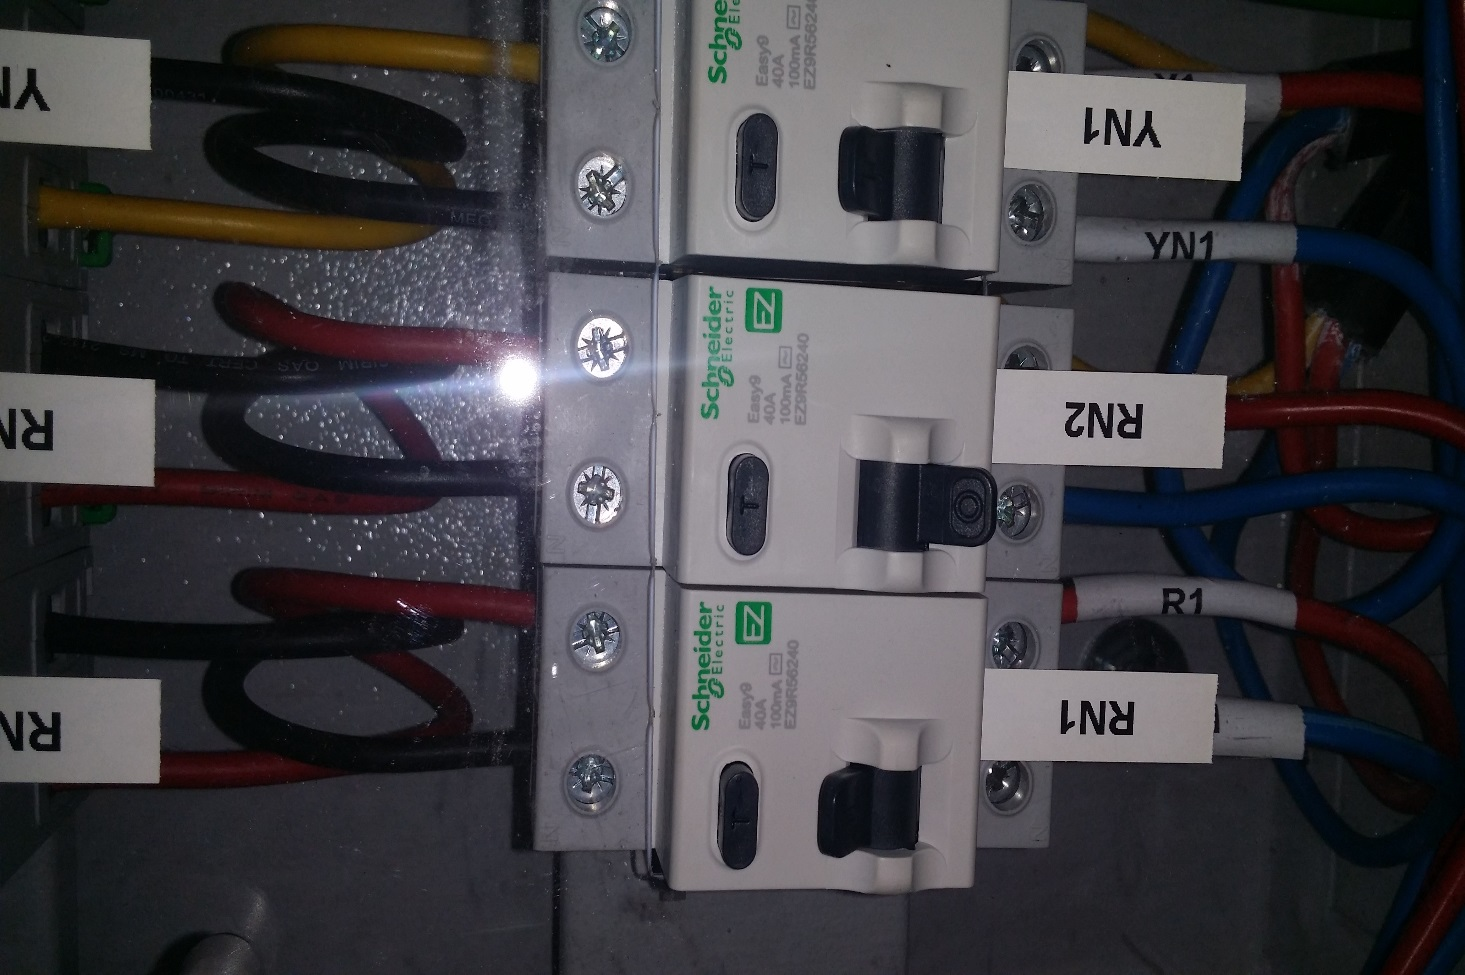 YN
YN1
YN1
Schneider
Electric
Easy9
40A
100mA
EZ9R56240
T
RN
RN2
Schneider
Electric
EZ
Easy9
40A
100mA
EZ9R56240
T
R1
RN
RN1
Schneider
Electric
EZ
Easy9
40A
100mA
EZ9R56240
T